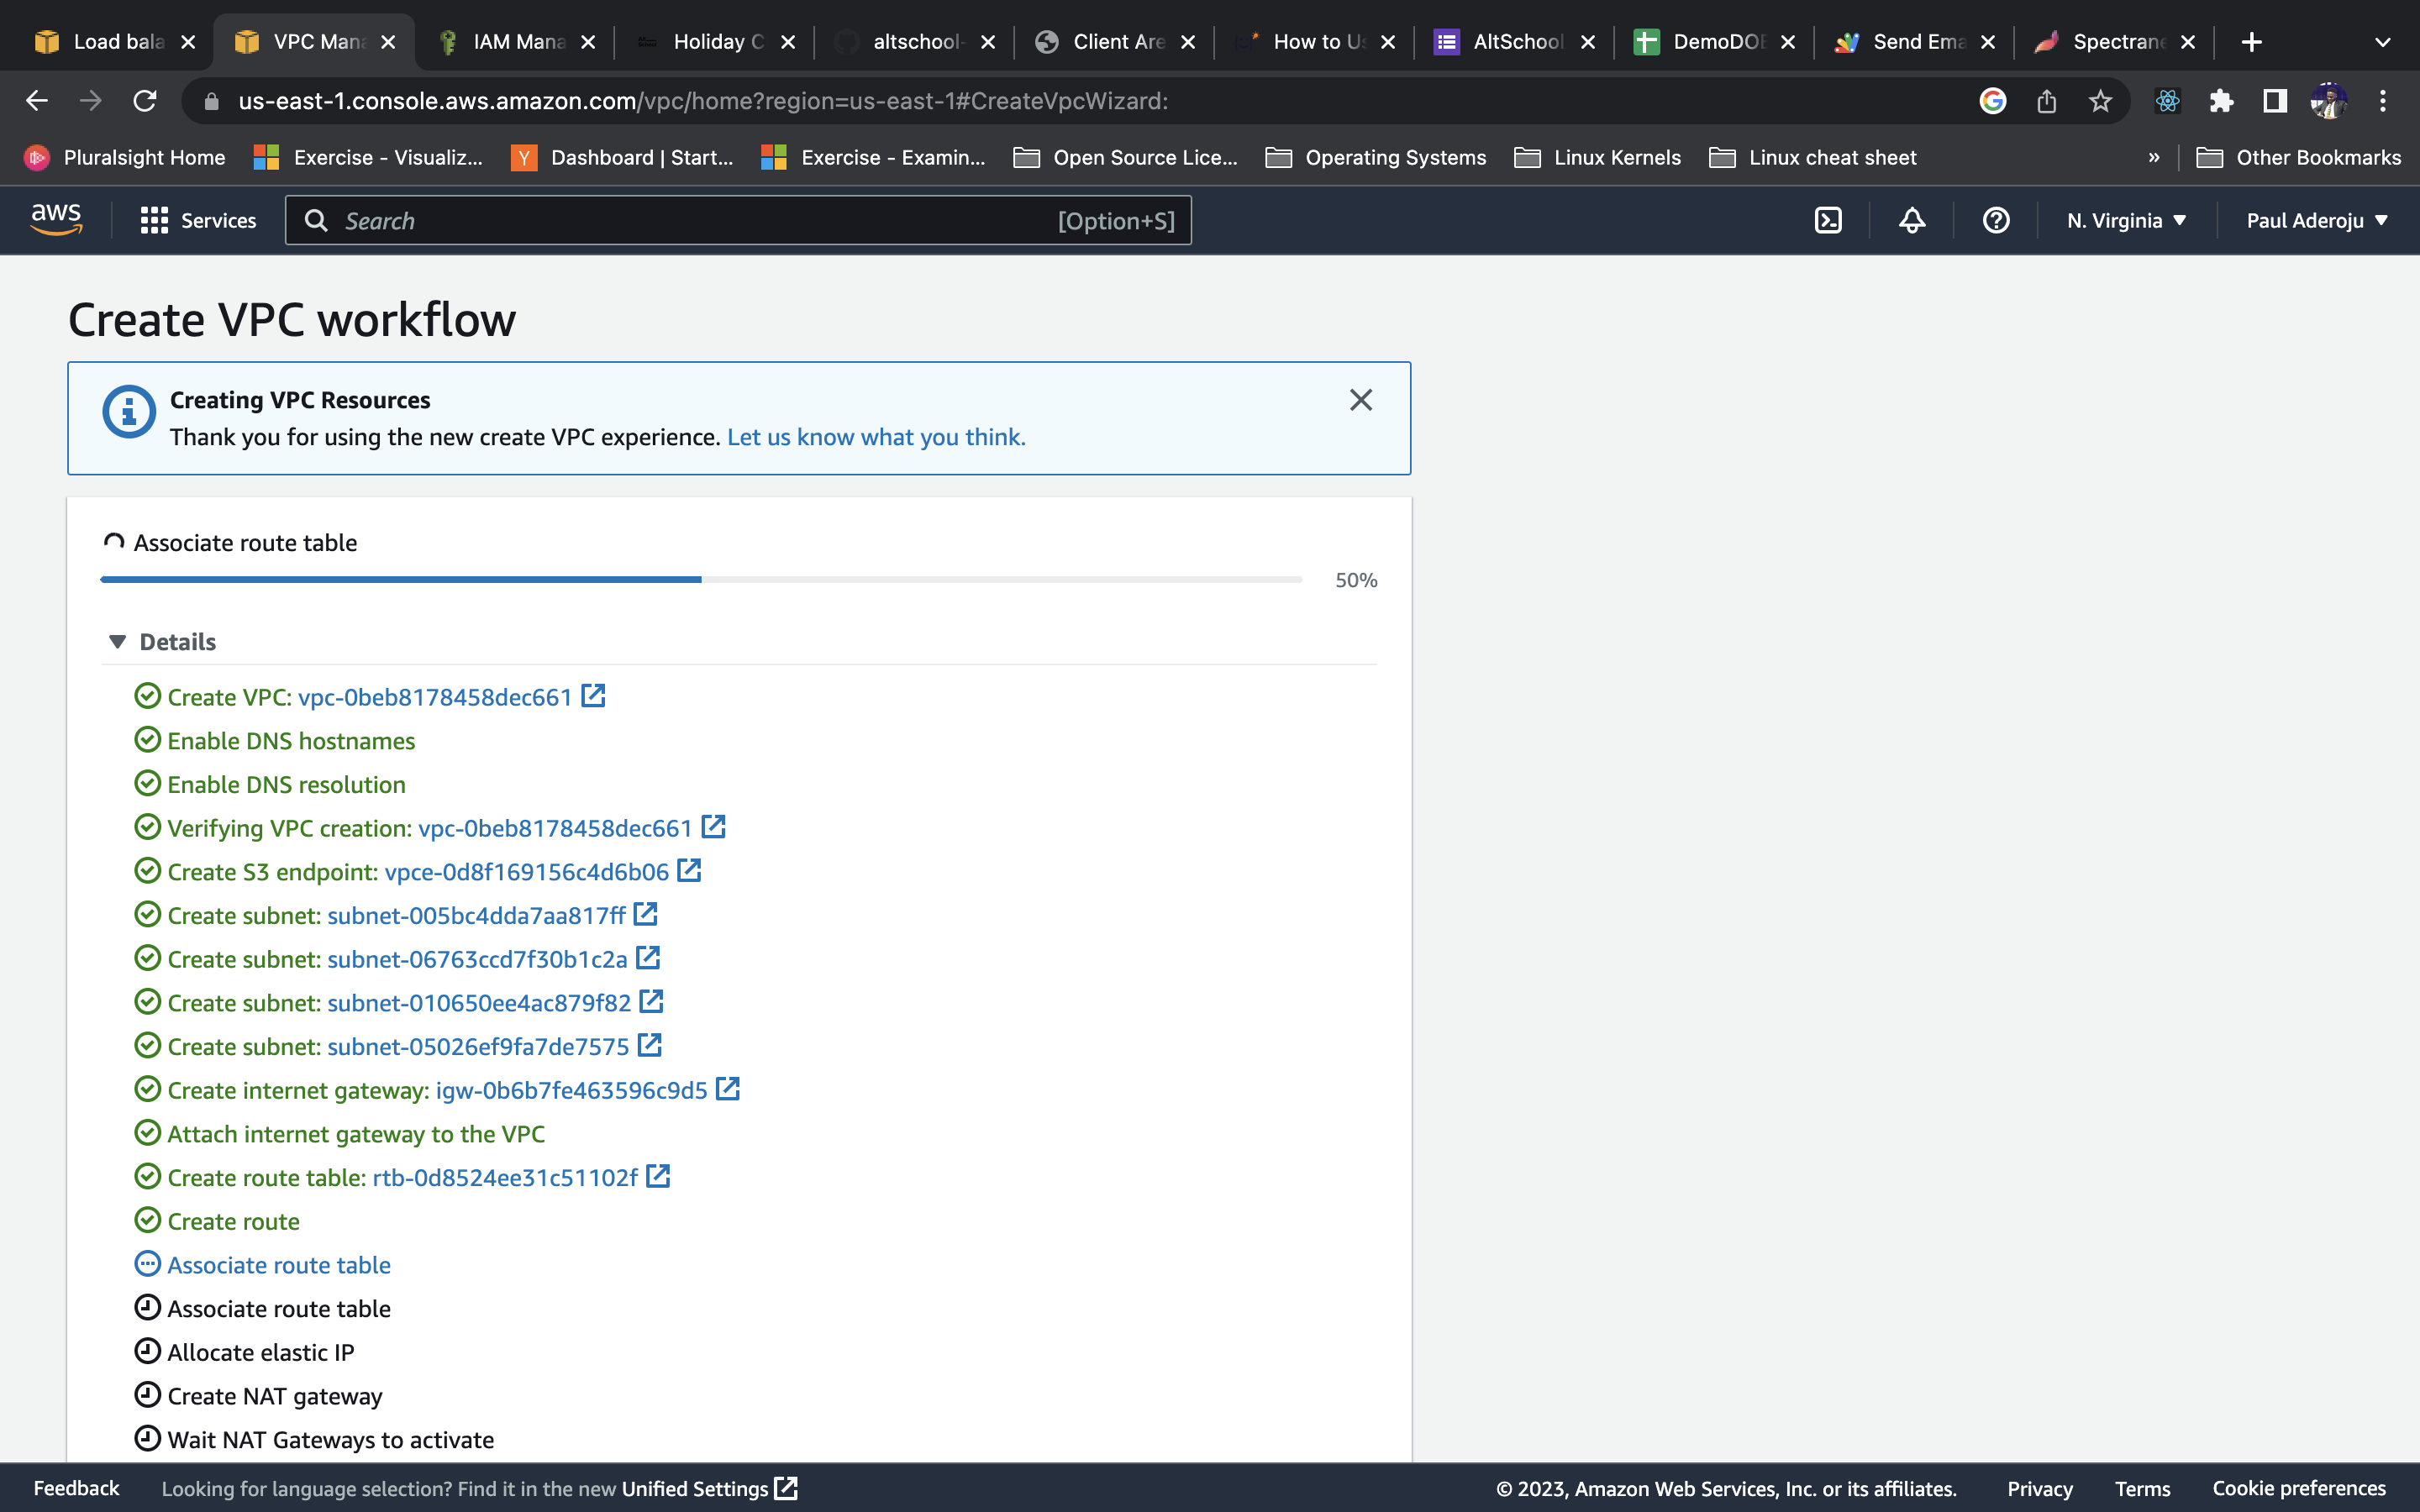 Load bala
VPC Mana
IAM Mana
Holiday C
altschool-
Client Are
How to Us
AltSchool
DemoDOB
Send Ema
Spectrane
us-east-1.console.aws.amazon.com/vpc/home?region=us-east-1#CreateVpcWizard:
Pluralsight Home
Exercise - Visualiz...
Y
Dashboard | Start...
Exercise - Examin...
Open Source Lice...
Operating Systems
Linux Kernels
Linux cheat sheet
»
Other Bookmarks
aws
Services
Search
[Option+S]
N. Virginia
Paul Aderoju
Create VPC workflow
Creating VPC Resources
Thank you for using the new create VPC experience. Let us know what you think.
Associate route table
50%
Details
Create VPC: vpc-0beb8178458dec661
Enable DNS hostnames
Enable DNS resolution
Verifying VPC creation: vpc-0beb8178458dec661
Create S3 endpoint: vpce-0d8f169156c4d6b06
Create subnet: subnet-005bc4dda7aa817ff
Create subnet: subnet-06763ccd7f30b1c2a
Create subnet: subnet-010650ee4ac879f82
Create subnet: subnet-05026ef9fa7de7575
Create internet gateway: igw-0b6b7fe463596c9d5
Attach internet gateway to the VPC
Create route table: rtb-0d8524ee31c51102f
Create route
Associate route table
Associate route table
Allocate elastic IP
Create NAT gateway
Wait NAT Gateways to activate
Feedback
Looking for language selection? Find it in the new Unified Settings
© 2023, Amazon Web Services, Inc. or its affiliates.
Privacy
Terms
Cookie preferences